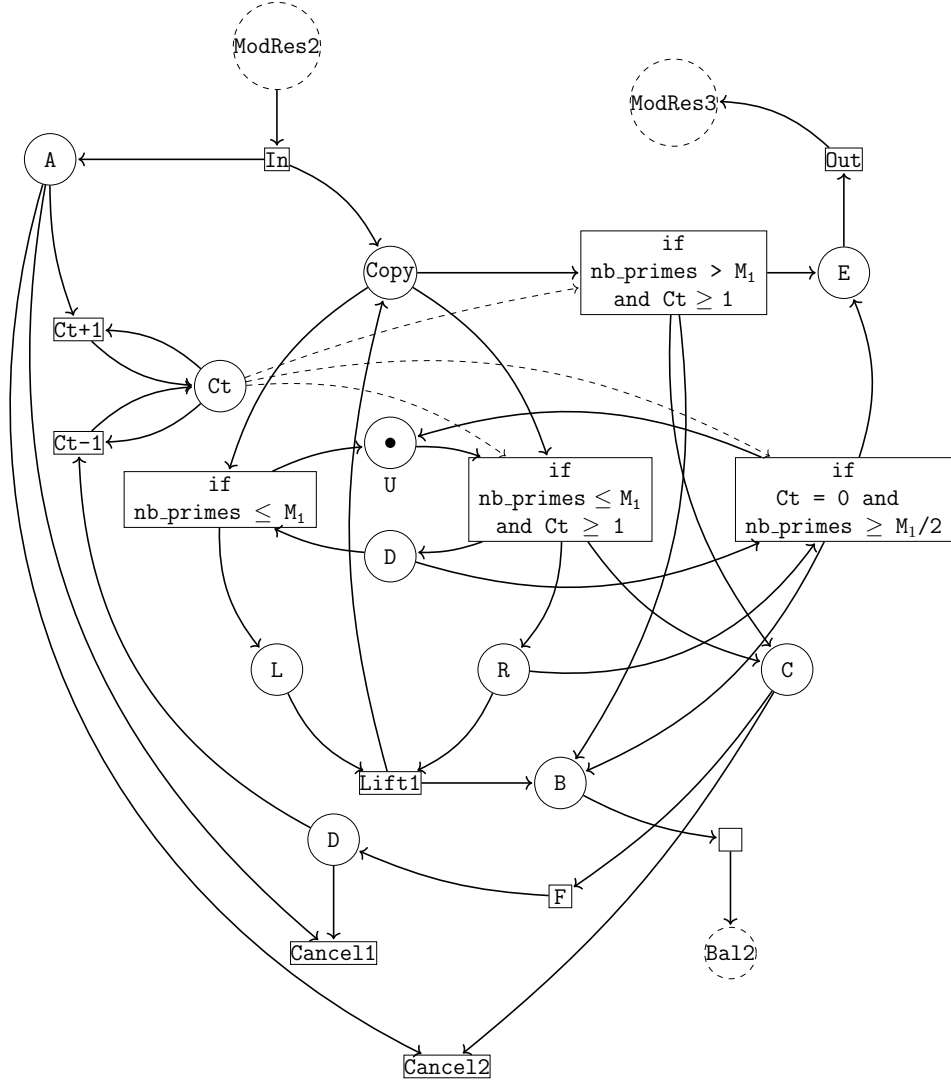 ModRes2
ModRes3
A
In
Out
Copy
if
nb_primes > M₁
and Ct ≥ 1
E
Ct+1
Ct
Ct-1
U
if
nb_primes ≤ M₁
if
nb_primes ≤ M₁
and Ct ≥ 1
if
Ct = 0 and
nb_primes ≥ M₁/2
D
L
R
C
Lift1
B
D
F
Cancel1
Bal2
Cancel2